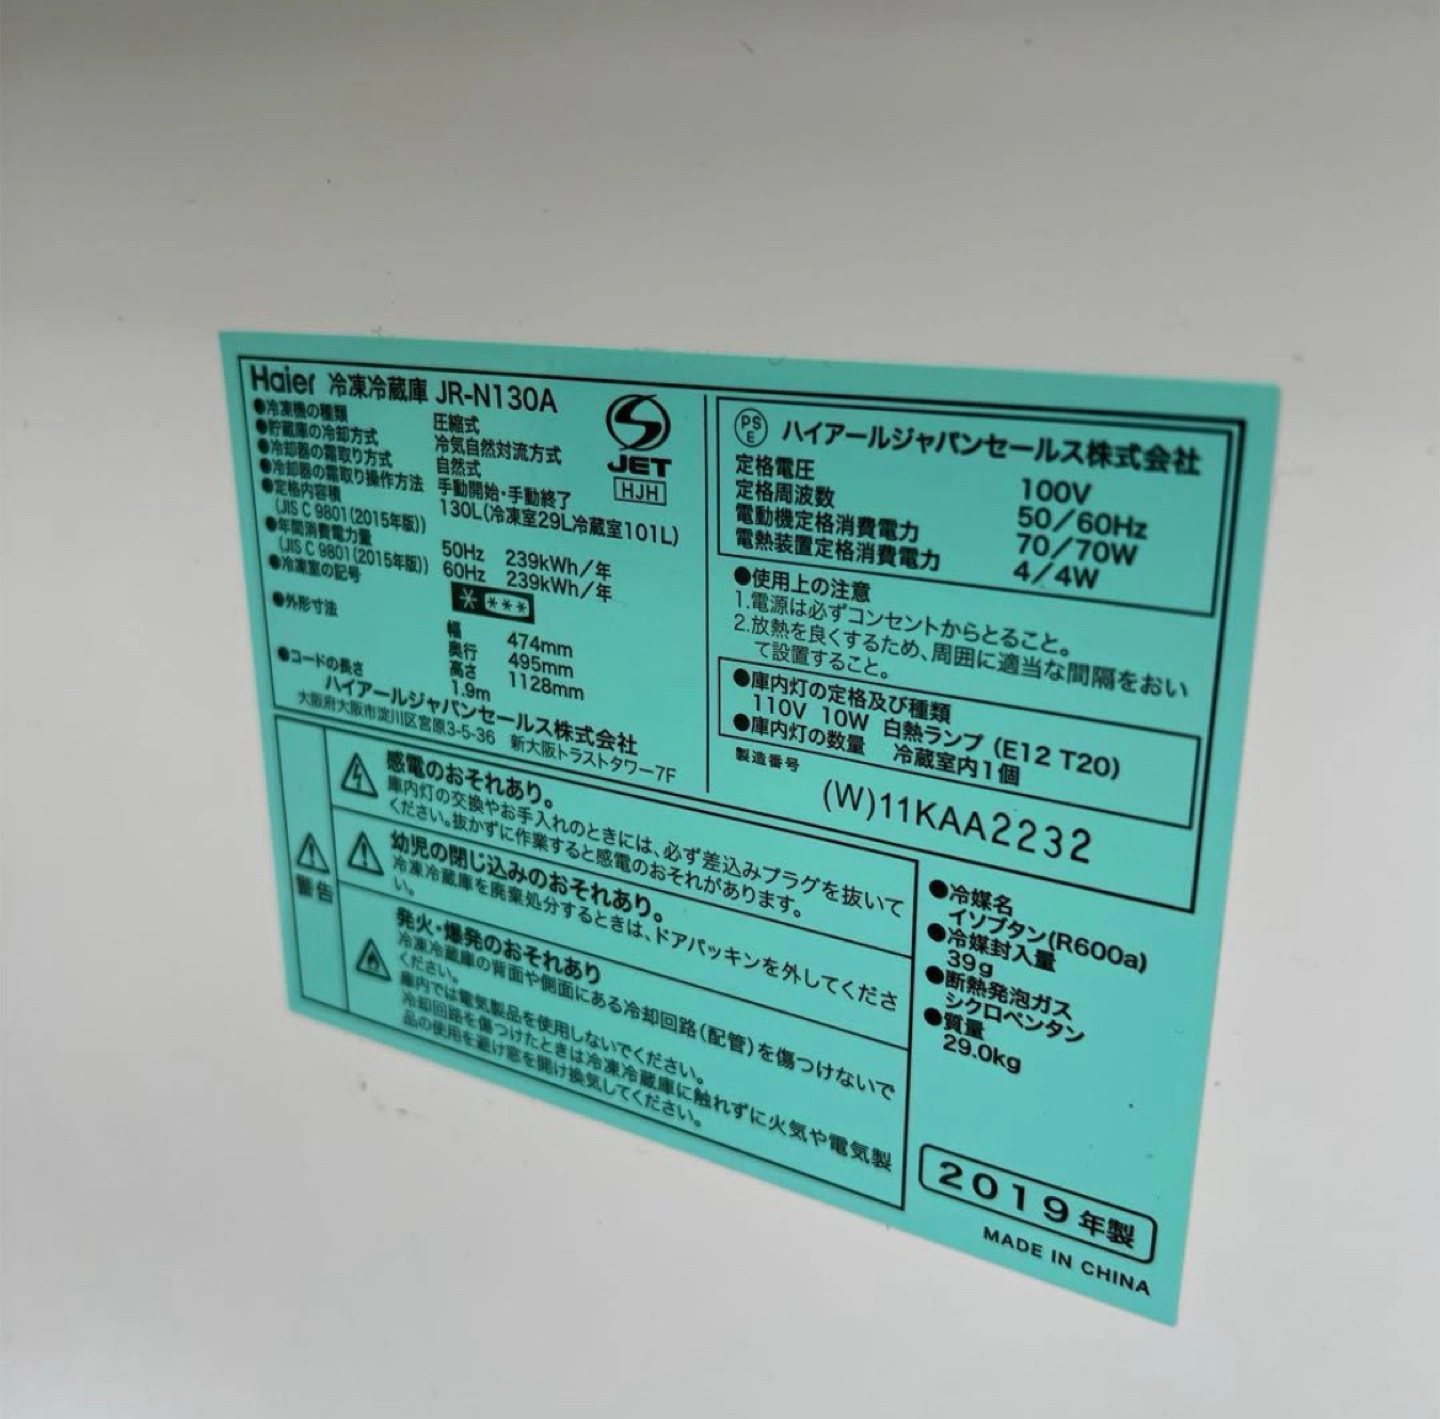 Haier 冷凍冷蔵庫 JR-N130A
●冷凍機の種類 圧縮式
●貯蔵庫の冷却方式 冷気自然対流方式
●冷却器の霜取り方式 自然式
●冷却器の霜取り操作方法 手動開始・手動終了
●定格内容積 130L(冷凍室29L冷蔵室101L)
(JIS C 9801(2015年版))
●年間消費電力量 50Hz 239kWh/年
(JIS C 9801(2015年版)) 60Hz 239kWh/年
●冷凍室の記号 * ***
●外形寸法 幅 474mm
奥行 495mm
高さ 1128mm
●コードの長さ 1.9m
ハイアールジャパンセールス株式会社
大阪府大阪市淀川区宮原3-5-36 新大阪トラストタワー7F
JET
HJH
PS
E
ハイアールジャパンセールス株式会社
定格電圧 100V
定格周波数 50/60Hz
電動機定格消費電力 70/70W
電熱装置定格消費電力 4/4W
●使用上の注意
1.電源は必ずコンセントからとること。
2.放熱を良くするため、周囲に適当な間隔をおい
て設置すること。
●庫内灯の定格及び種類
110V 10W 白熱ランプ (E12 T20)
●庫内灯の数量 冷蔵室内1個
製造番号
(W)11KAA2232
警告
感電のおそれあり。
庫内灯の交換やお手入れのときには、必ず差込みプラグを抜いて
ください。抜かずに作業すると感電のおそれがあります。
幼児の閉じ込みのおそれあり。
冷凍冷蔵庫を廃棄処分するときは、ドアパッキンを外してくださ
い。
発火・爆発のおそれあり
冷凍冷蔵庫の背面や側面にある冷却回路(配管)を傷つけないで
ください。
庫内では電気製品を使用しないでください。
冷却回路を傷つけたときは冷凍冷蔵庫に触れずに火気や電気製
品の使用を避け窓を開け換気してください。
●冷媒名
イソブタン(R600a)
●冷媒封入量
39g
●断熱発泡ガス
シクロペンタン
●質量
29.0kg
2019年製
MADE IN CHINA